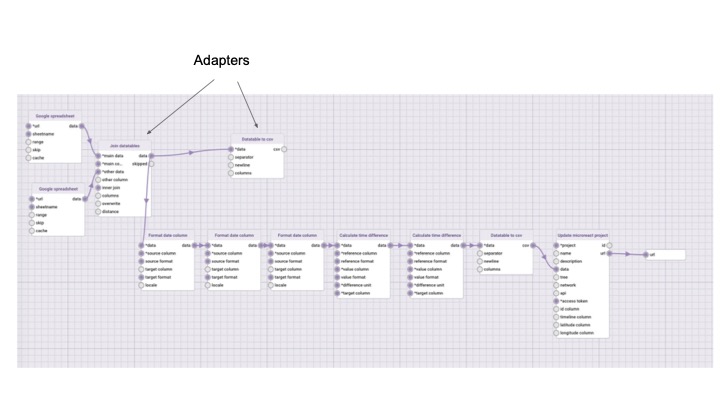 Adapters
Google spreadsheet
*url data
sheetname
range
skip
cache
Join datatables
*main data data
*main co... skipped
*other data
other column
inner join
columns
overwrite
distance
Datatable to csv
*data csv
separator
newline
columns
Google spreadsheet
*url data
sheetname
range
skip
cache
Format date column
*data data
*source column
source format
target column
target format
locale
Format date column
*data data
*source column
source format
target column
target format
locale
Format date column
*data data
*source column
source format
target column
target format
locale
Calculate time difference
*data data
*reference column
reference format
*value column
value format
*difference unit
*target column
Calculate time difference
*data data
*reference column
reference format
*value column
value format
*difference unit
*target column
Datatable to csv
*data csv
separator
newline
columns
Update microreact project
*project id
name url
description
data
tree
network
api
*access token
id column
timeline column
latitude column
longitude column
url